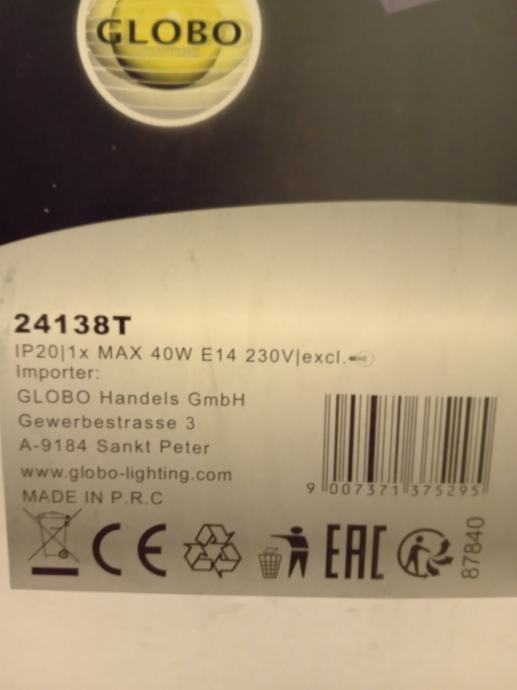 GLOBO
24138T
IP20|1x MAX 40W E14 230V|excl.
Importer:
GLOBO Handels GmbH
Gewerbestrasse 3
A-9184 Sankt Peter
www.globo-lighting.com
MADE IN P.R.C
9 007371 375295
CE
EAC
87840